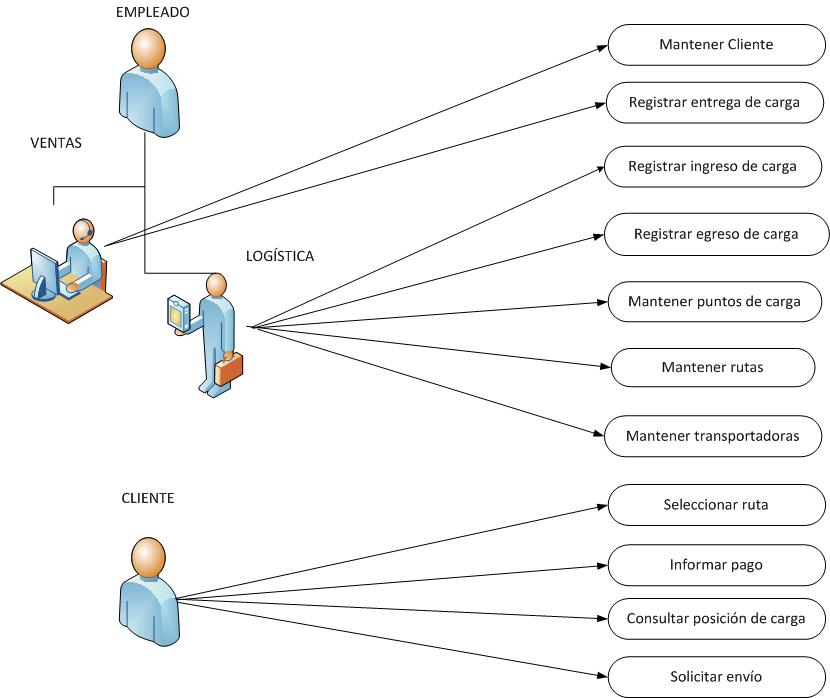 EMPLEADO
VENTAS
LOGÍSTICA
Mantener Cliente
Registrar entrega de carga
Registrar ingreso de carga
Registrar egreso de carga
Mantener puntos de carga
Mantener rutas
Mantener transportadoras
CLIENTE
Seleccionar ruta
Informar pago
Consultar posición de carga
Solicitar envío